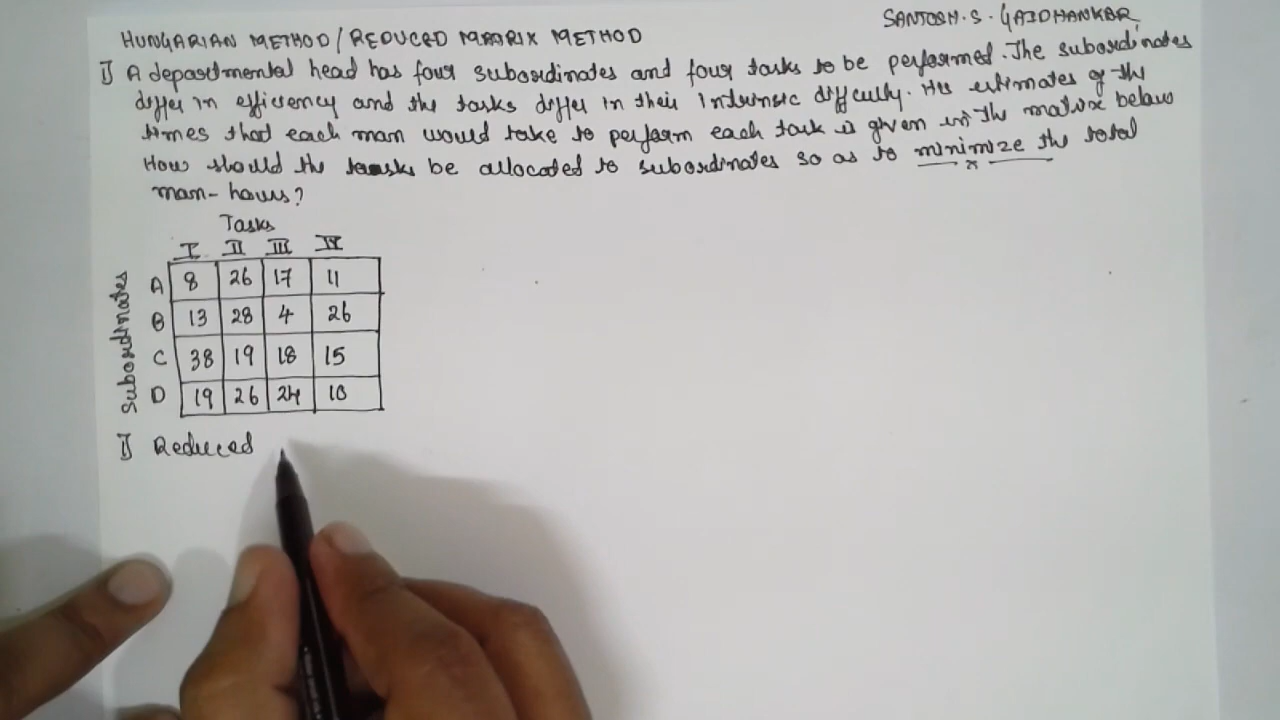 SANTOSH. S. GAIDHANKAR
HUNGARIAN METHOD / REDUCED MATRIX METHOD
1] A departmental head has four subordinates and four tasks to be performed. The subordinates
differ in efficiency and the tasks differ in their intrinsic difficulty. His estimates of the
times that each man would take to perform each task is given in the matrix below
How should the tasks be allocated to subordinates so as to minimize the total
man-hours?
Tasks
I II III IV
Subordinates
A 8 26 17 11
B 13 28 4 26
C 38 19 18 15
D 19 26 24 10
1] Reduced